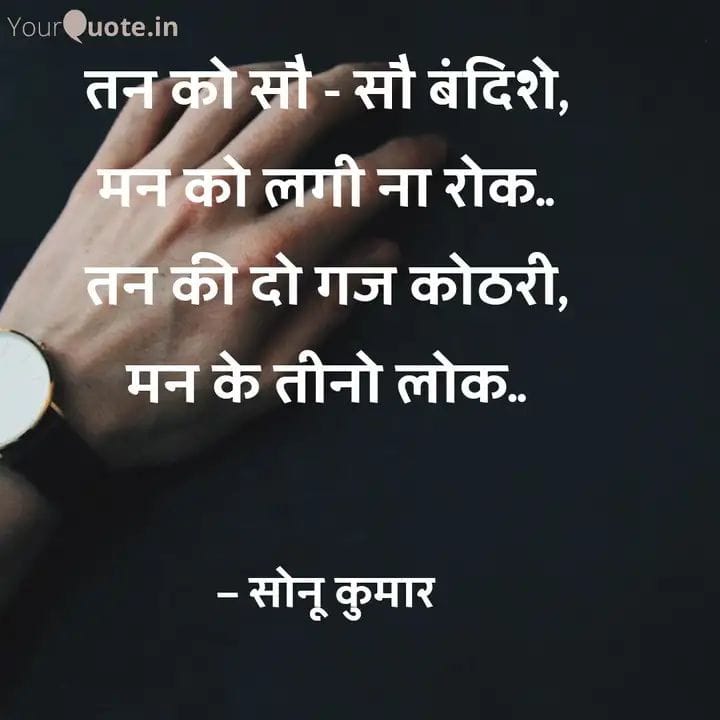 YourQuote.in
तन को सौ - सौ बंदिशे,
मन को लगी ना रोक..
तन की दो गज कोठरी,
मन के तीनो लोक..
– सोनू कुमार